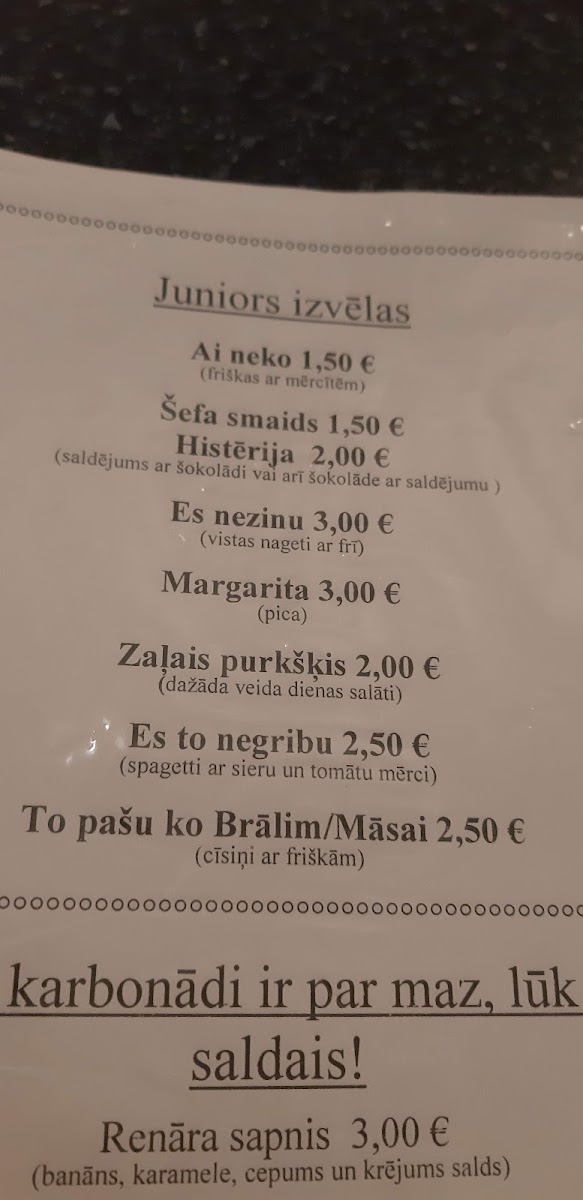 Juniors izvēlas
Ai neko 1,50 €
(friškas ar mērcītēm)
Šefa smaids 1,50 €
Histērija 2,00 €
(saldējums ar šokolādi vai arī šokolāde ar saldējumu )
Es nezinu 3,00 €
(vistas nageti ar frī)
Margarita 3,00 €
(pica)
Zaļais purkšķis 2,00 €
(dažāda veida dienas salāti)
Es to negribu 2,50 €
(spagetti ar sieru un tomātu mērci)
To pašu ko Brālim/Māsai 2,50 €
(cīsiņi ar friškām)
karbonādi ir par maz, lūk
saldais!
Renāra sapnis 3,00 €
(banāns, karamele, cepums un krējums salds)